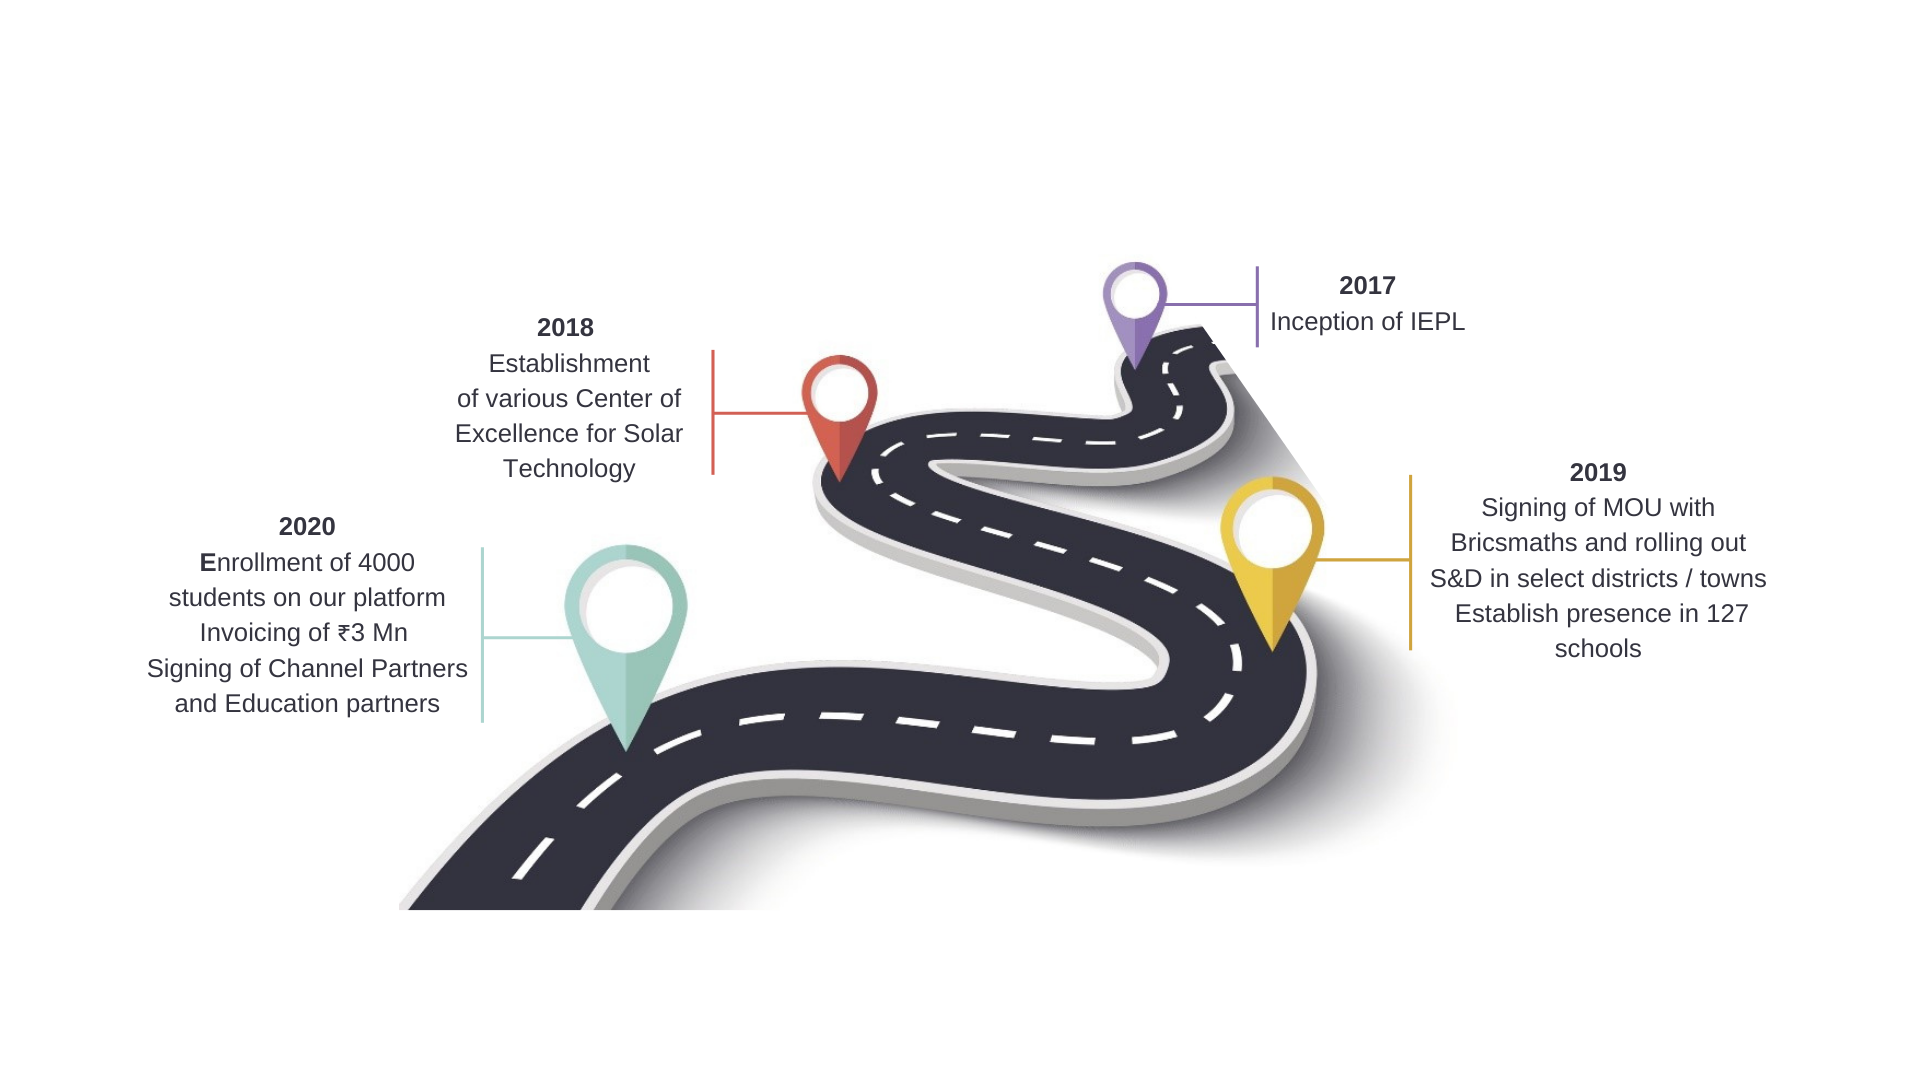 2017
Inception of IEPL
2018
Establishment
of various Center of
Excellence for Solar
Technology
2019
Signing of MOU with
Bricsmaths and rolling out
S&D in select districts / towns
Establish presence in 127
schools
2020
Enrollment of 4000
students on our platform
Invoicing of ₹3 Mn
Signing of Channel Partners
and Education partners